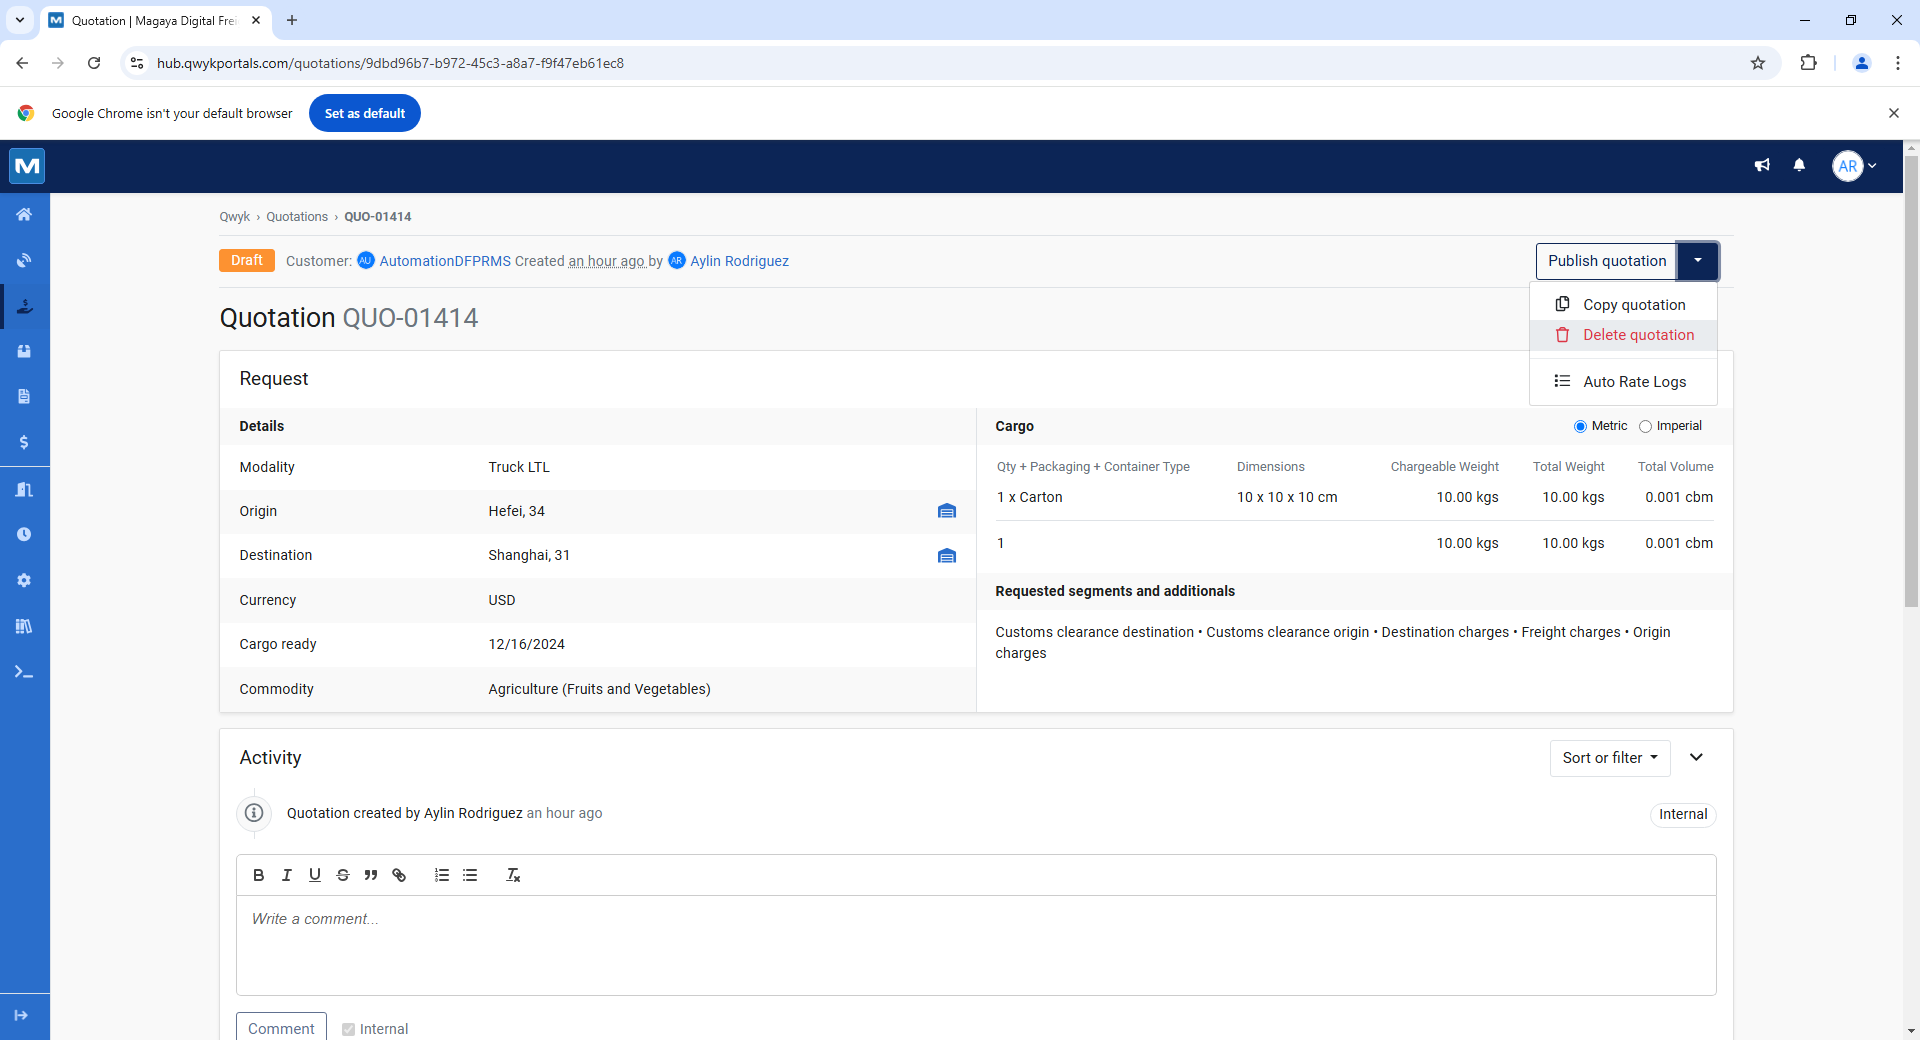 Quotation | Magaya Digital Frei
hub.qwykportals.com/quotations/9dbd96b7-b972-45c3-a8a7-f9f47eb61ec8
Google Chrome isn't your default browser
Set as default
M
AR
Qwyk › Quotations › QUO-01414
Draft Customer: AU AutomationDFPRMS Created an hour ago by AR Aylin Rodriguez
Publish quotation
Copy quotation
Delete quotation
Auto Rate Logs
Quotation QUO-01414
Request
Details
Modality Truck LTL
Origin Hefei, 34
Destination Shanghai, 31
Currency USD
Cargo ready 12/16/2024
Commodity Agriculture (Fruits and Vegetables)
Cargo Metric Imperial
Qty + Packaging + Container Type Dimensions Chargeable Weight Total Weight Total Volume
1 x Carton 10 x 10 x 10 cm 10.00 kgs 10.00 kgs 0.001 cbm
1 10.00 kgs 10.00 kgs 0.001 cbm
Requested segments and additionals
Customs clearance destination • Customs clearance origin • Destination charges • Freight charges • Origin
charges
Activity
Sort or filter
Quotation created by Aylin Rodriguez an hour ago
Internal
B I U S
Write a comment...
Comment Internal